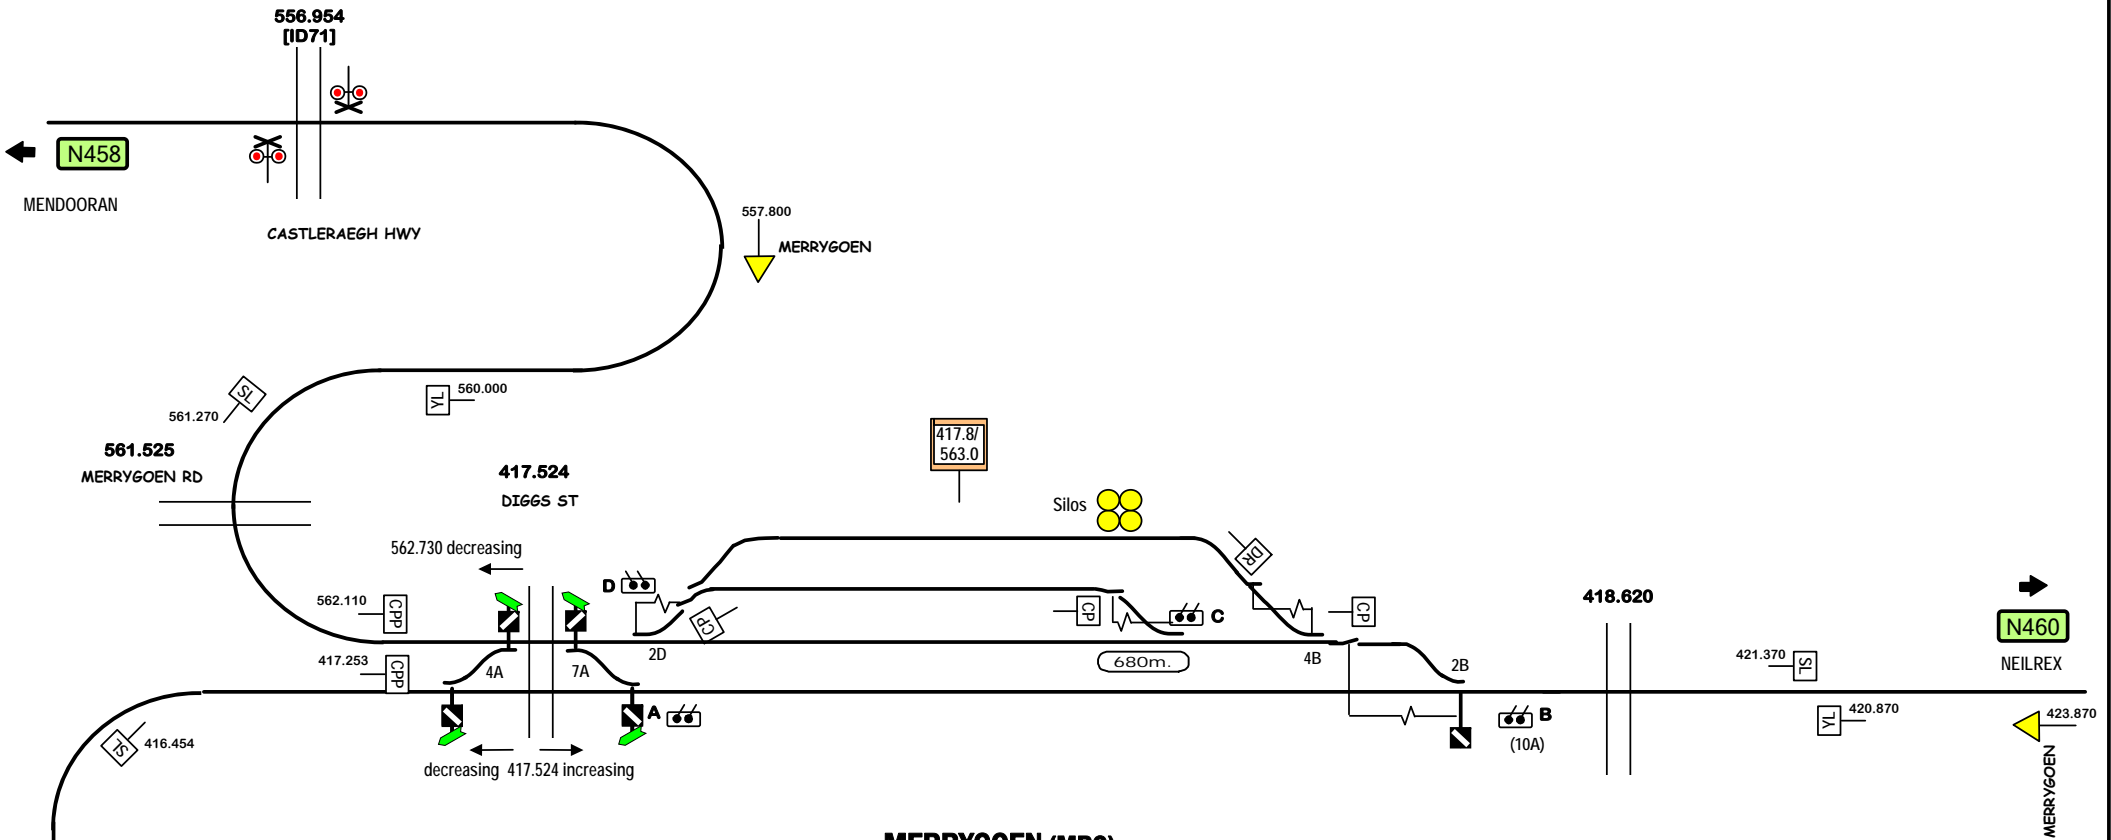 556.954
[ID71]
N458
MENDOORAN
CASTLERAEGH HWY
557.800
MERRYGOEN
YL
560.000
SL
561.270
561.525
MERRYGOEN RD
417.524
DIGGS ST
417.8/
563.0
Silos
562.730 decreasing
D
DR
562.110
CPP
CP
CP
C
CP
418.620
N460
NEILREX
417.253
CPP
4A
7A
2D
680m.
4B
2B
421.370
SL
SL
416.454
A
B
(10A)
YL
420.870
423.870
MERRYGOEN
decreasing 417.524 increasing
MERRYGOEN (MRG)